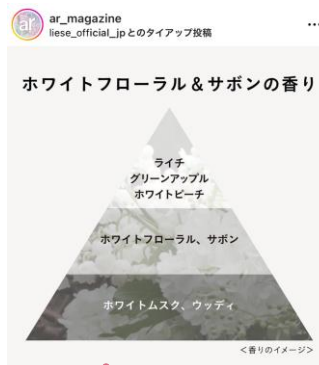 ar_magazine
liese_official_jpとのタイアップ投稿
ホワイトフローラル＆サボンの香り
ライチ
グリーンアップル
ホワイトピーチ
ホワイトフローラル、サボン
ホワイトムスク、ウッディ
＜香りのイメージ＞